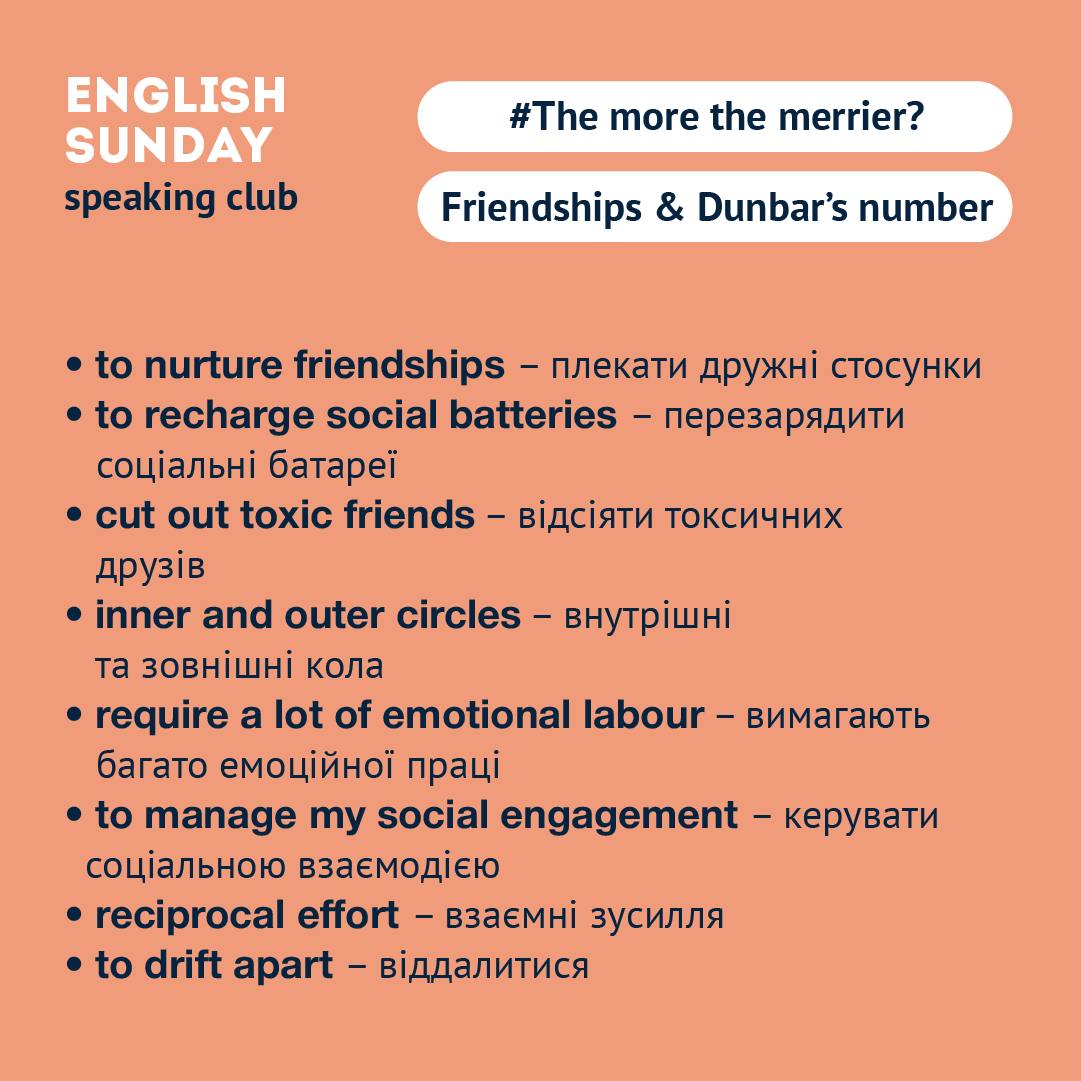 ENGLISH
SUNDAY
speaking club
#The more the merrier?
Friendships & Dunbar’s number
• to nurture friendships – плекати дружні стосунки
• to recharge social batteries – перезарядити
соціальні батареї
• cut out toxic friends – відсіяти токсичних
друзів
• inner and outer circles – внутрішні
та зовнішні кола
• require a lot of emotional labour – вимагають
багато емоційної праці
• to manage my social engagement – керувати
соціальною взаємодією
• reciprocal effort – взаємні зусилля
• to drift apart – віддалитися